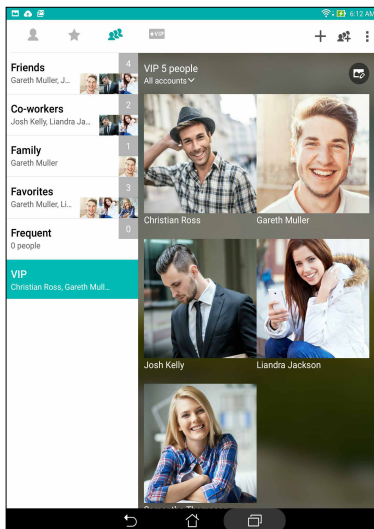 6:12 AM
VIP
Friends
4
Gareth Muller, J...
Co-workers
2
Josh Kelly, Liandra Ja...
Family
1
Gareth Muller
Favorites
3
Gareth Muller, Li...
Frequent
0
0 people
VIP
Christian Ross, Gareth Mull...
VIP 5 people
All accounts
Christian Ross
Gareth Muller
Josh Kelly
Liandra Jackson